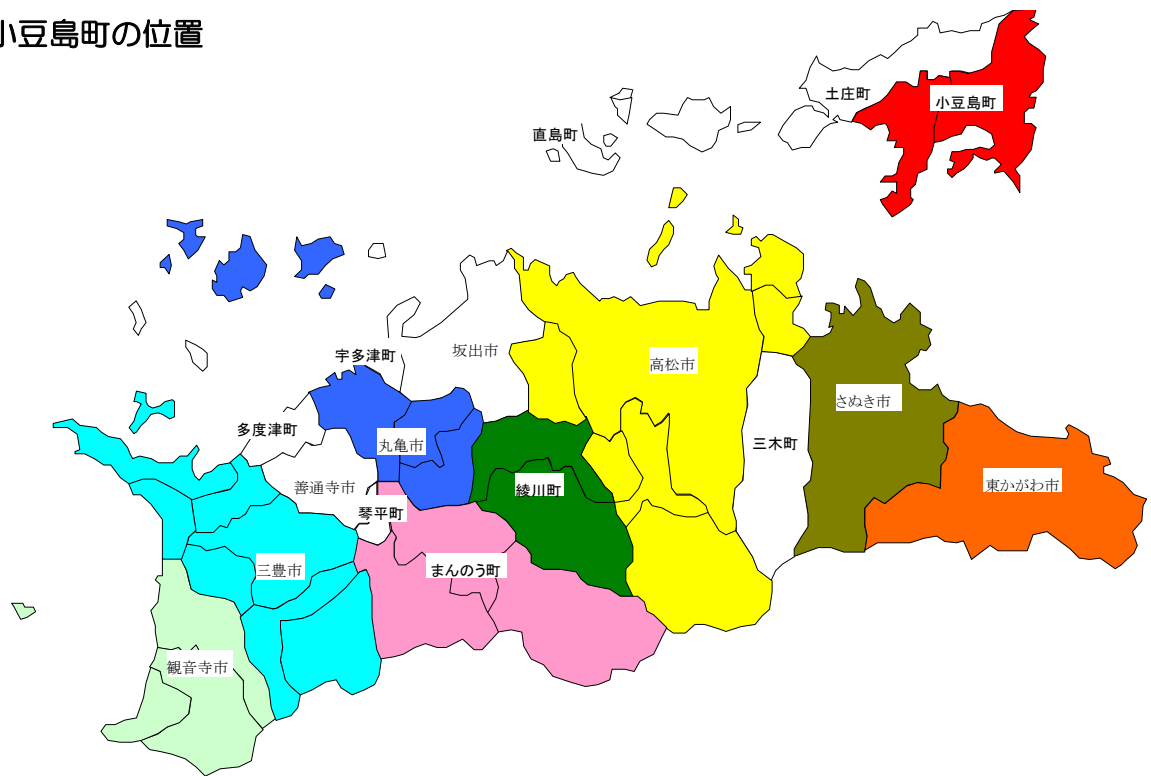 小豆島町の位置
土庄町
小豆島町
直島町
坂出市
宇多津町
高松市
さぬき市
多度津町
丸亀市
三木町
善通寺市
綾川町
東かがわ市
琴平町
三豊市
まんのう町
観音寺市